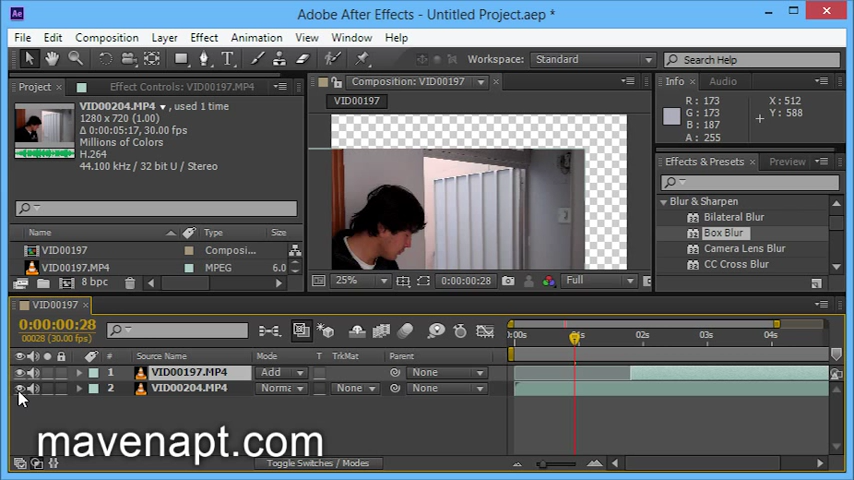 Ae Adobe After Effects - Untitled Project.aep *
File Edit Composition Layer Effect Animation View Window Help
Workspace: Standard Search Help
Project Effect Controls: VID00197.MP4
Composition: VID00197
Info Audio
VID00197
VID00204.MP4 , used 1 time
1280 x 720 (1.00)
Δ 0:00:05:17, 30.00 fps
Millions of Colors
H.264
44.100 kHz / 32 bit U / Stereo
R : 173 X : 512
G : 173 Y : 588
B : 187
A : 255
Effects & Presets Preview
Blur & Sharpen
Bilateral Blur
Box Blur
Camera Lens Blur
CC Cross Blur
Name Type Size
VID00197 Composi...
VID00197.MP4 MPEG 6.0
8 bpc
25% 0:00:00:28 Full
VID00197
0:00:00:28
00028 (30.00 fps)
0:00s 01s 02s 03s 04s
# Source Name Mode T TrkMat Parent
1 VID00197.MP4 Add None
2 VID00204.MP4 Norma None None
mavenapt.com
Toggle Switches / Modes